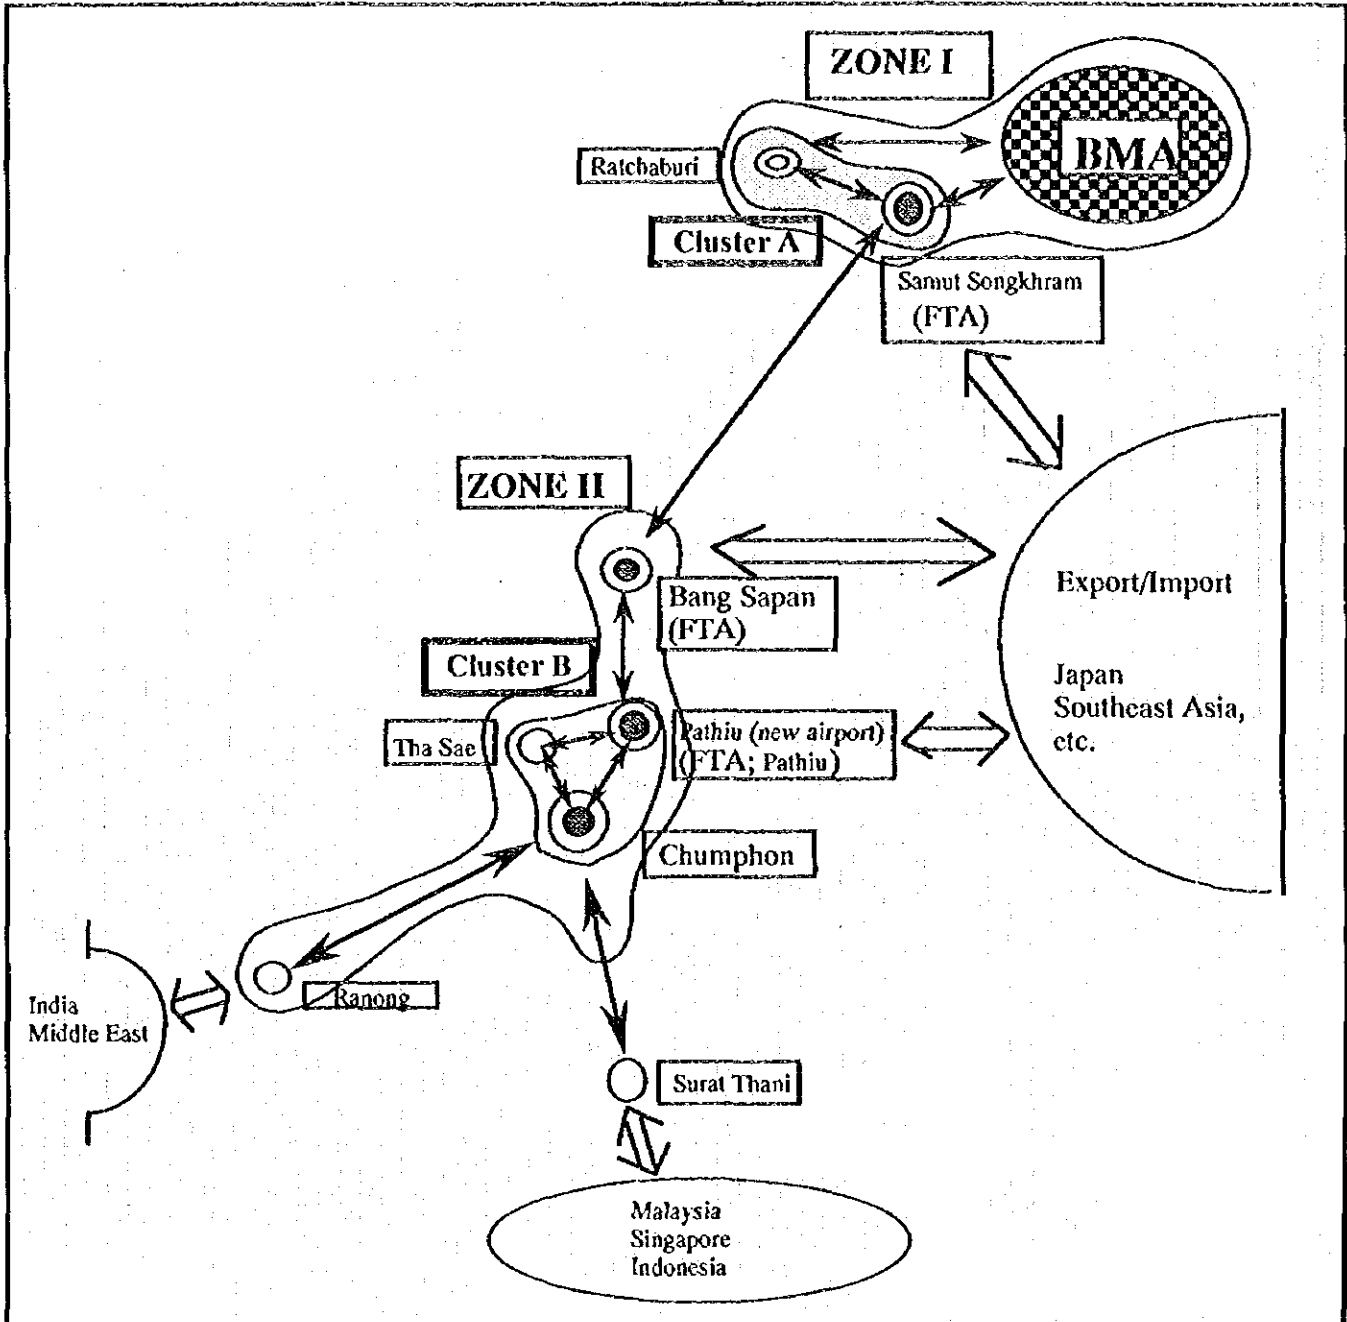 ZONE I
BMA
Ratchaburi
Cluster A
Samut Songkhram
(FTA)
ZONE II
Bang Sapan
(FTA)
Export/Import
Cluster B
Japan
Southeast Asia,
etc.
Tha Sae
Pathiu (new airport)
(FTA; Pathiu)
Chumphon
Ranong
India
Middle East
Surat Thani
Malaysia
Singapore
Indonesia